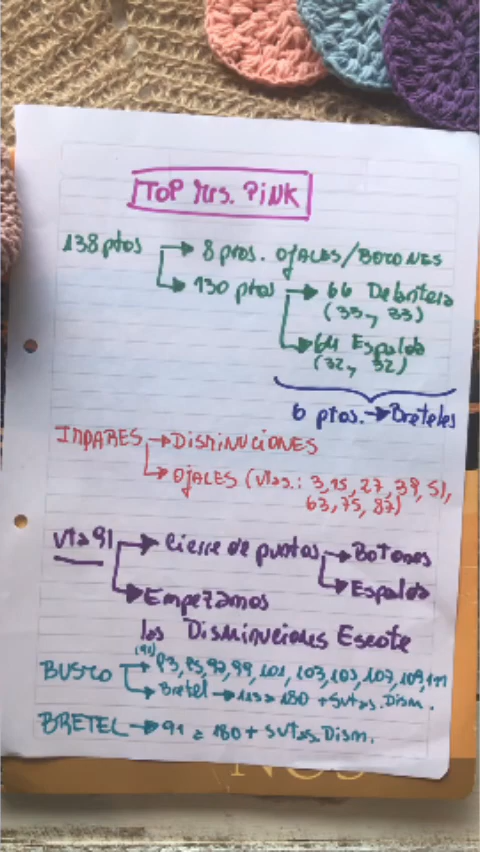 TOP Mrs. PiNK
138 ptos → 8 pros. OJALES/BOTONES
→ 130 ptos → 66 Delantera
(33, 33)
→ 64 Espalda
(32, 32)
6 ptos. → Breteles
IMPARES → DISMINUCIONES
→ OJALES (vtas.: 3, 15, 27, 39, 51,
63, 75, 87)
vta 91 → Cierre de puntos → Botones
→ Espalda
→ Empezamos
los Disminuciones Escote
BUSTO → 93, 95, 97, 99, 101, 103, 105, 107, 109, 111
→ Bretel → 113 a 180 + 5 vtas. Dism.
BRETEL → 91 a 180 + 5 vtas. Dism.
NOS